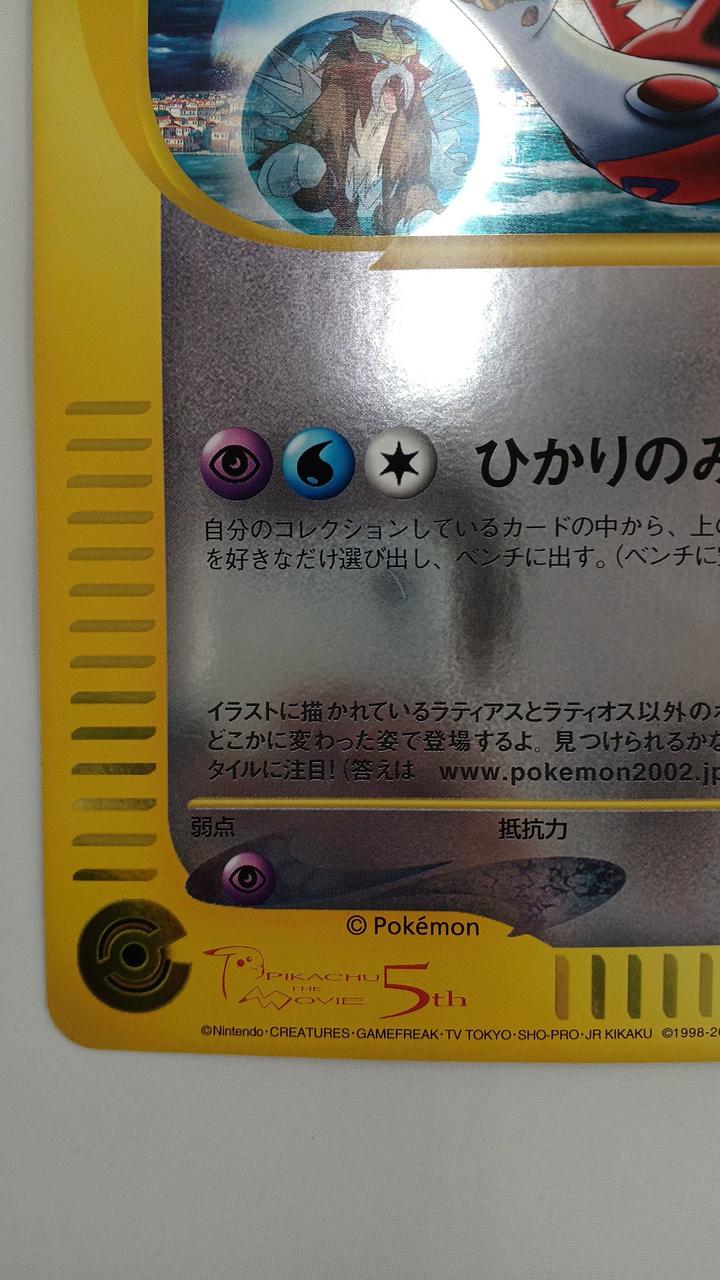 ひかりのみ
自分のコレクションしているカードの中から、上の
を好きなだけ選び出し、ベンチに出す。(ベンチに
イラストに描かれているラティアスとラティオス以外の
どこかに変わった姿で登場するよ。見つけられるかな
タイルに注目!(答えは www.pokemon2002.jp
弱点 抵抗力
© Pokémon
PIKACHU
THE
MOVIE 5th
©Nintendo・CREATURES・GAMEFREAK・TV TOKYO・SHO-PRO・JR KIKAKU ©1998-20